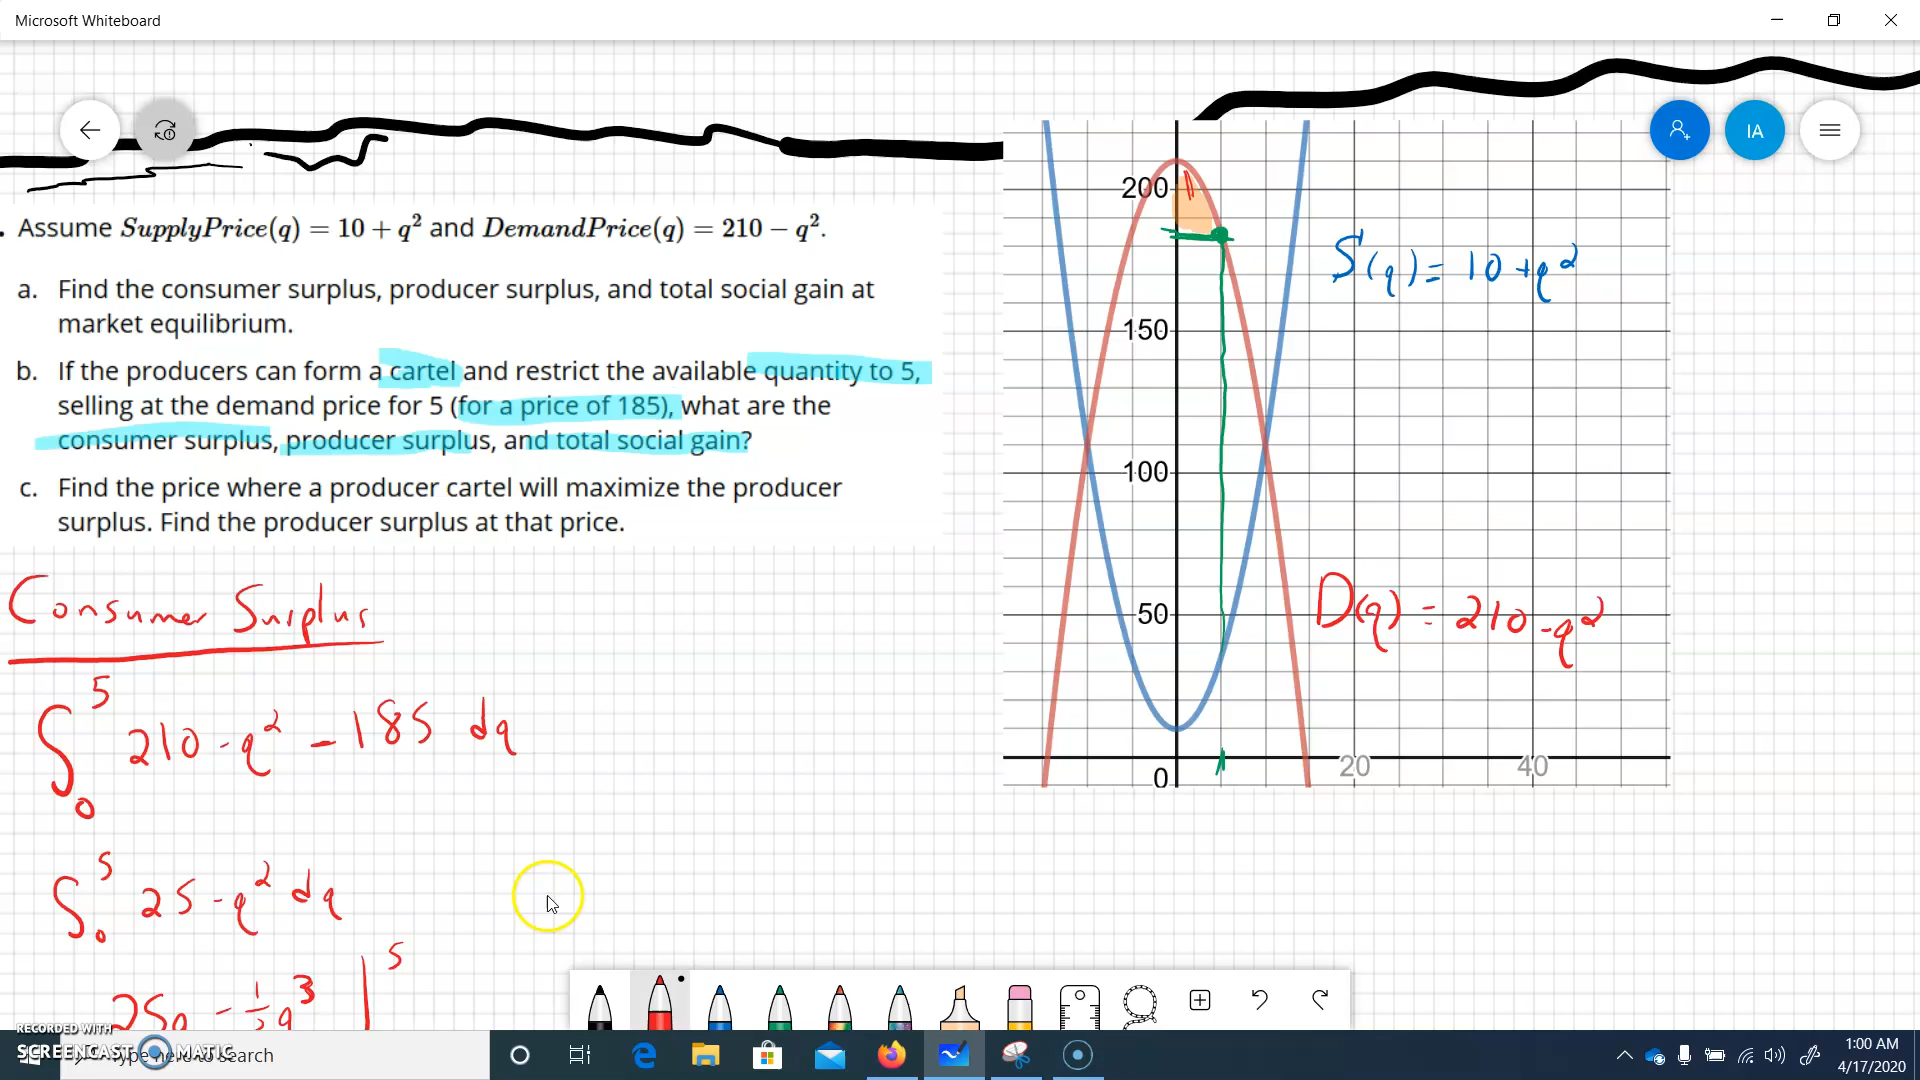 Microsoft Whiteboard
IA
Assume SupplyPrice(q) = 10 + q² and DemandPrice(q) = 210 − q².
a. Find the consumer surplus, producer surplus, and total social gain at
market equilibrium.
b. If the producers can form a cartel and restrict the available quantity to 5,
selling at the demand price for 5 (for a price of 185), what are the
consumer surplus, producer surplus, and total social gain?
c. Find the price where a producer cartel will maximize the producer
surplus. Find the producer surplus at that price.
200
150
100
50
0
20
40
S(q) = 10 + q²
D(q) = 210 - q²
Consumer Surplus
∫₀⁵ 210 - q² - 185 dq
∫₀⁵ 25 - q² dq
25q - ⅓q³ |⁵
RECORDED WITH
SCREENCAST MATIC
Type here to search
1:00 AM
4/17/2020